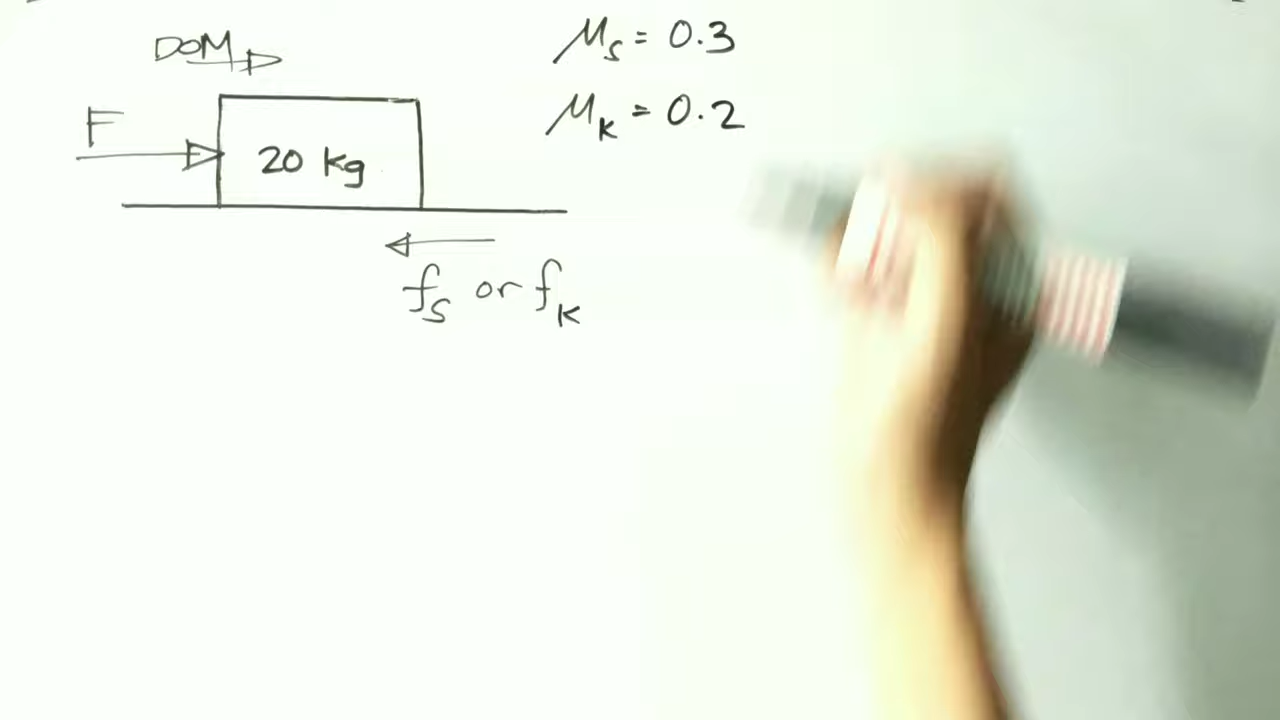 DOM
F
20 kg
μs = 0.3
μK = 0.2
fs or fK